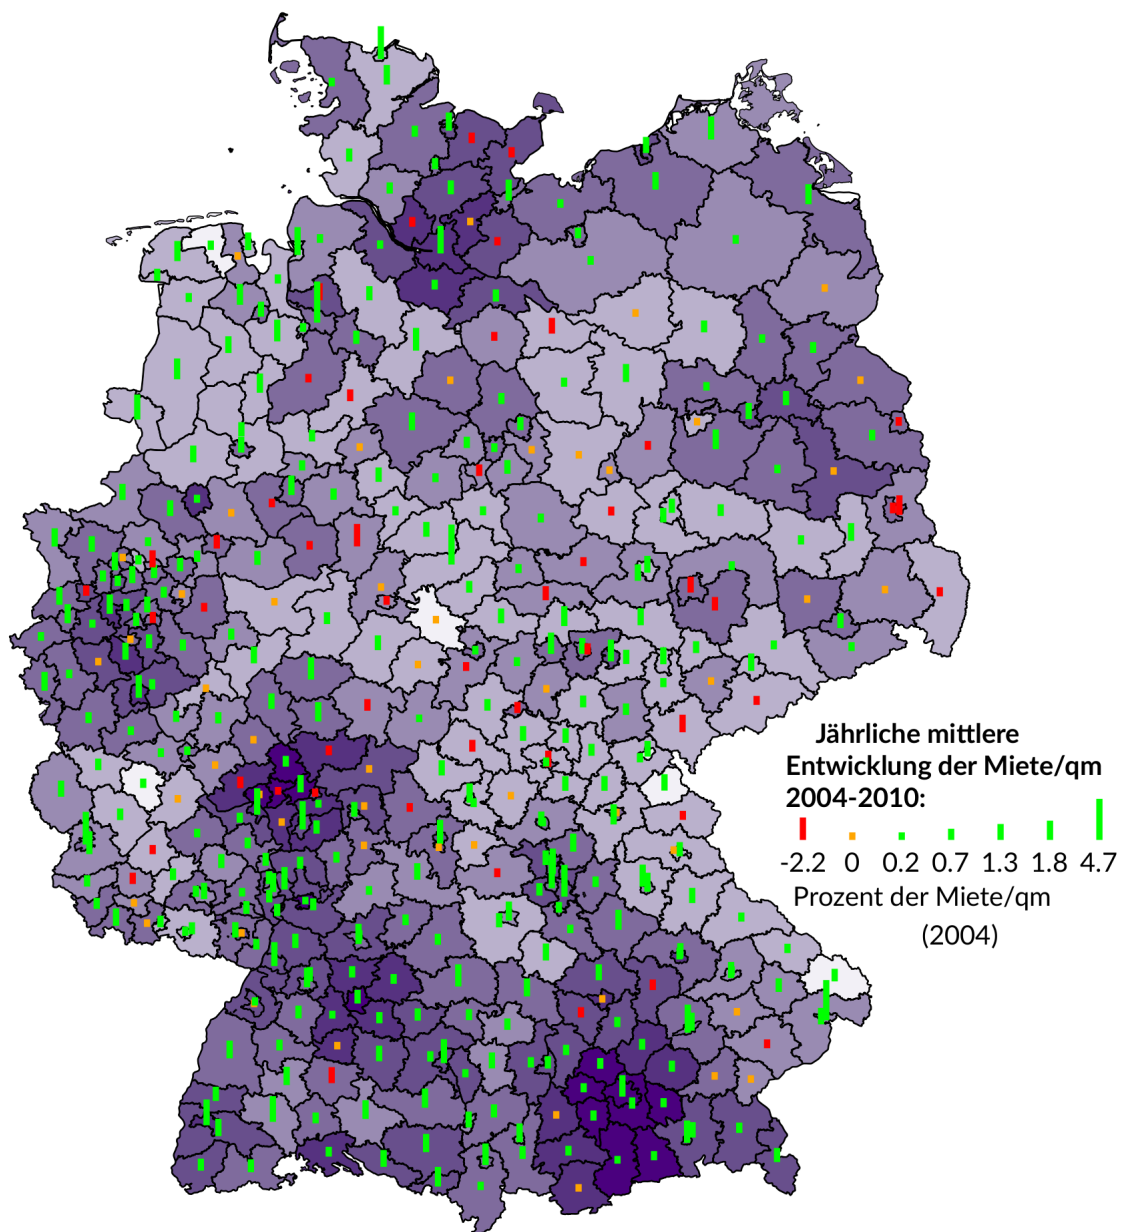 Jährliche mittlere
Entwicklung der Miete/qm
2004-2010:
-2.2 0 0.2 0.7 1.3 1.8 4.7
Prozent der Miete/qm
(2004)